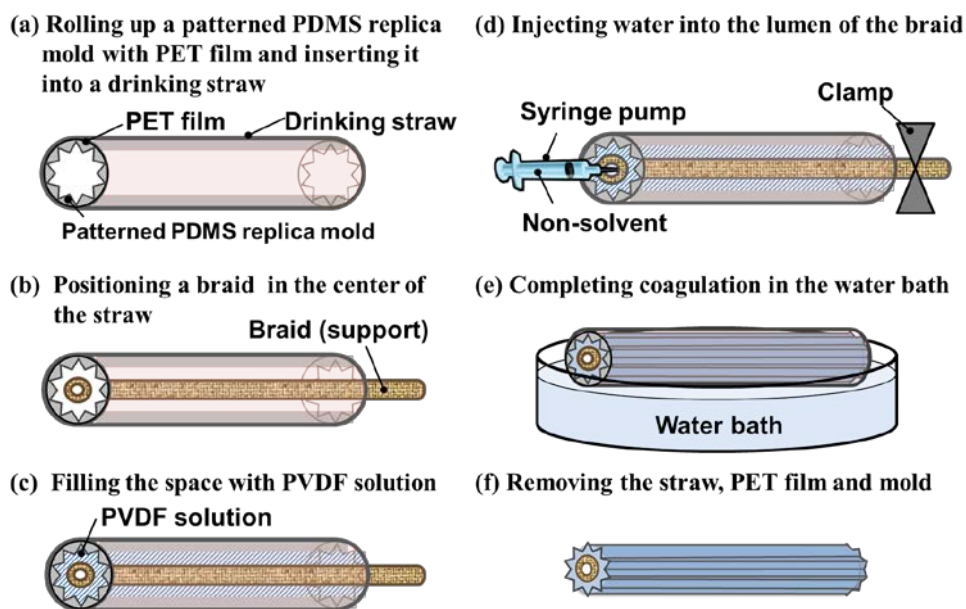 (a) Rolling up a patterned PDMS replica
mold with PET film and inserting it
into a drinking straw
PET film
Drinking straw
Patterned PDMS replica mold
(b) Positioning a braid in the center of
the straw
Braid (support)
(c) Filling the space with PVDF solution
PVDF solution
(d) Injecting water into the lumen of the braid
Clamp
Syringe pump
Non-solvent
(e) Completing coagulation in the water bath
Water bath
(f) Removing the straw, PET film and mold